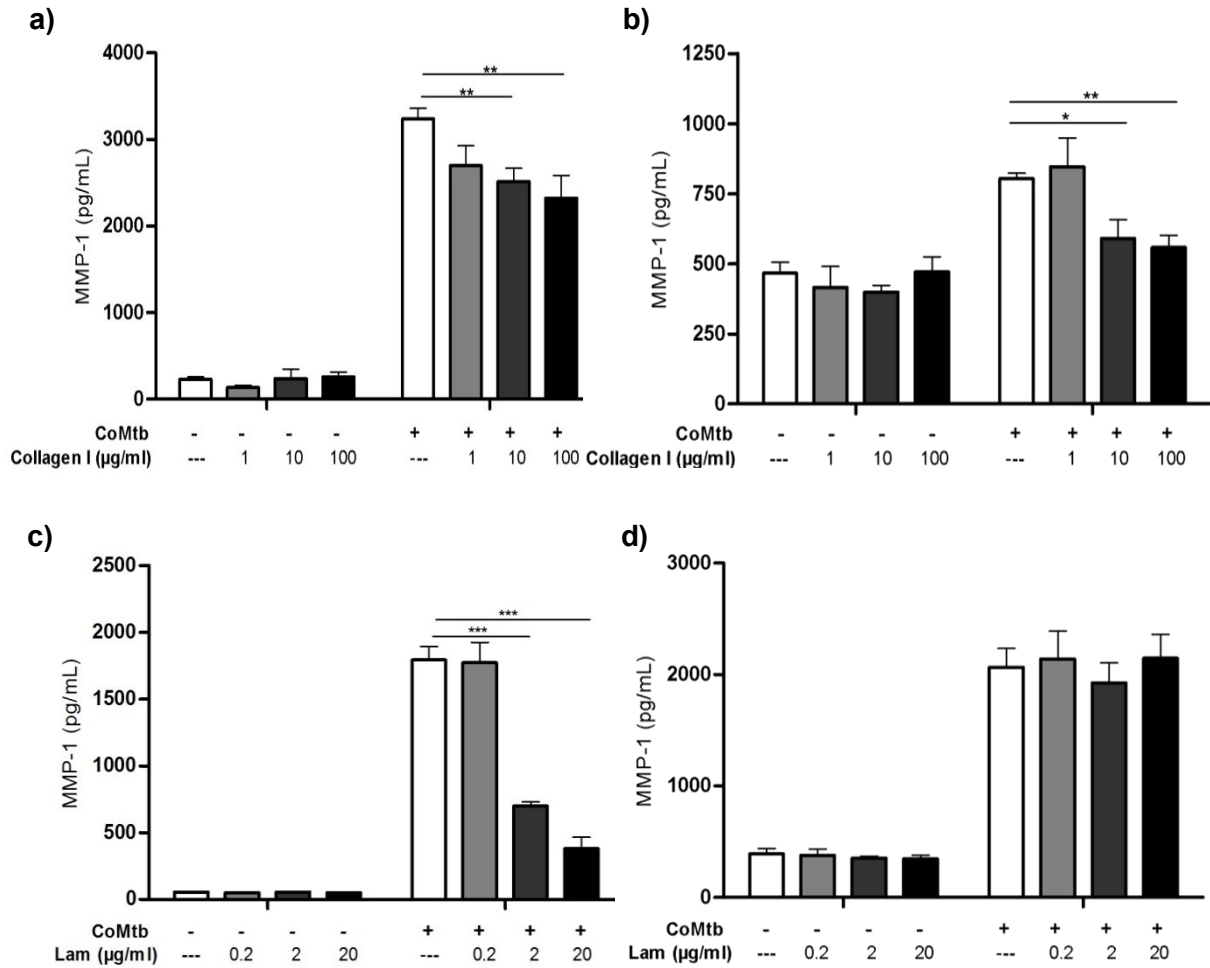 a)
MMP-1 (pg/mL)
4000
3000
2000
1000
0
**
**
CoMtb - - - - + + + +
Collagen I (µg/ml) --- 1 10 100 --- 1 10 100
b)
MMP-1 (pg/mL)
1250
1000
750
500
250
0
**
*
CoMtb - - - - + + + +
Collagen I (µg/ml) --- 1 10 100 --- 1 10 100
c)
MMP-1 (pg/mL)
2500
2000
1500
1000
500
0
***
***
CoMtb - - - - + + + +
Lam (µg/ml) --- 0.2 2 20 --- 0.2 2 20
d)
MMP-1 (pg/mL)
3000
2000
1000
0
CoMtb - - - - + + + +
Lam (µg/ml) --- 0.2 2 20 --- 0.2 2 20